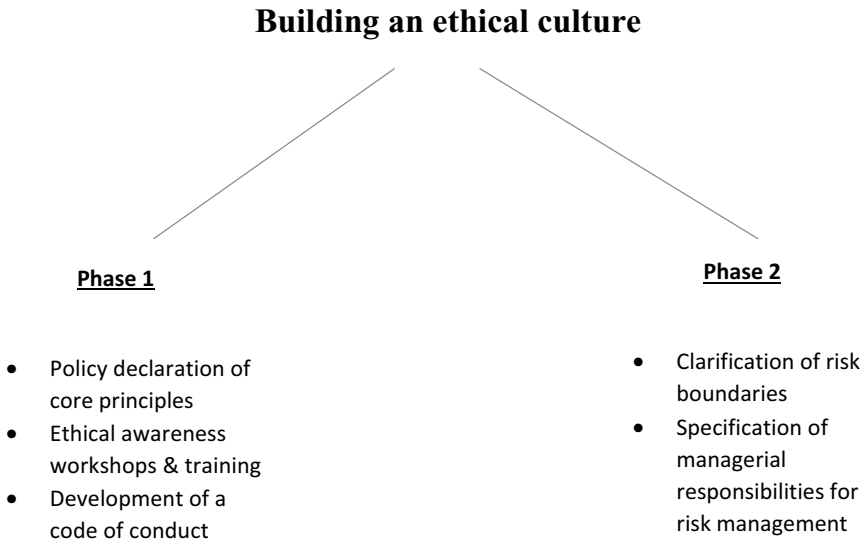 Building an ethical culture
Phase 1
• Policy declaration of
core principles
• Ethical awareness
workshops & training
• Development of a
code of conduct
Phase 2
• Clarification of risk
boundaries
• Specification of
managerial
responsibilities for
risk management